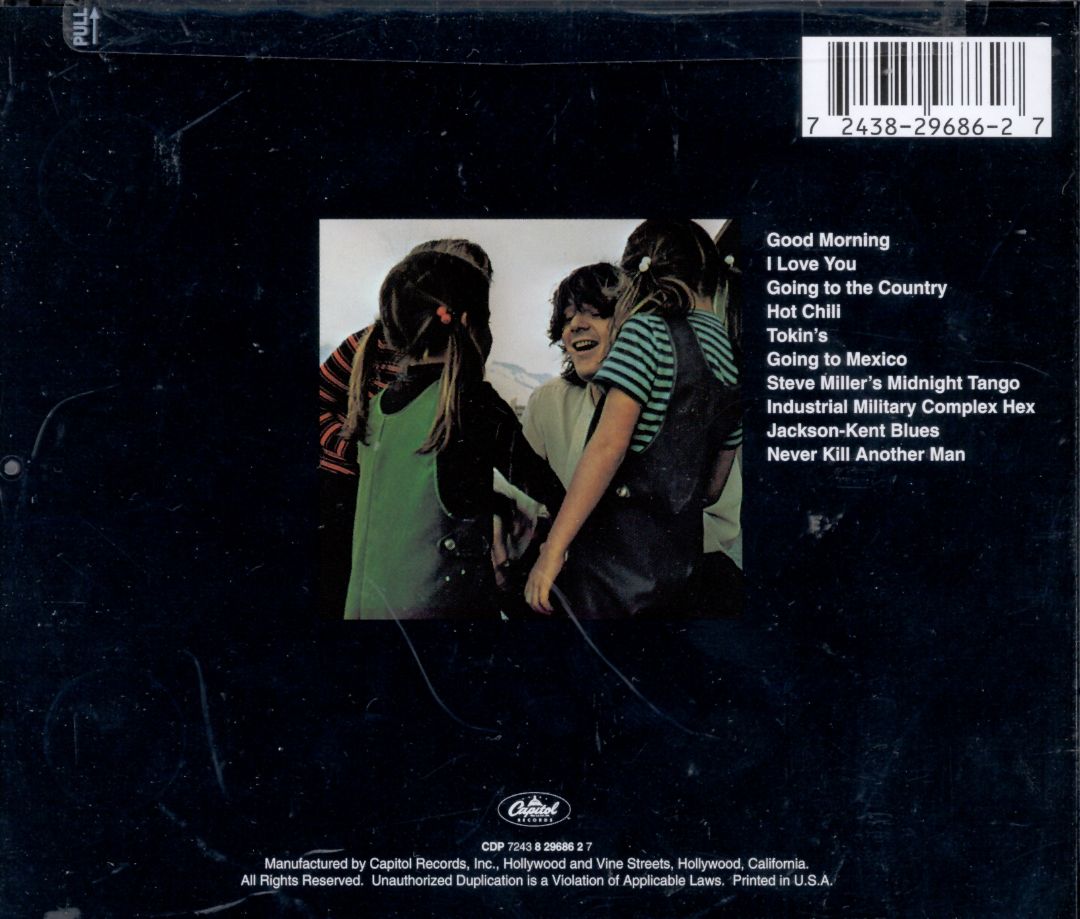 PULL
7 2438-29686-2 7
Good Morning
I Love You
Going to the Country
Hot Chili
Tokin's
Going to Mexico
Steve Miller's Midnight Tango
Industrial Military Complex Hex
Jackson-Kent Blues
Never Kill Another Man
Capitol
RECORDS
CDP 7243 8 29686 2 7
Manufactured by Capitol Records, Inc., Hollywood and Vine Streets, Hollywood, California.
All Rights Reserved. Unauthorized Duplication is a Violation of Applicable Laws. Printed in U.S.A.